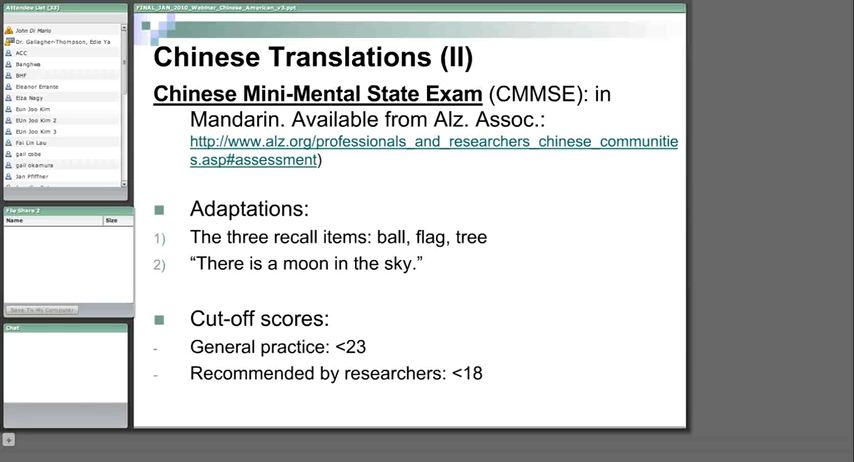 Attendee List (33)
John Di Mario
Dr. Gallagher-Thompson, Edie Ya
ACC
Banghwa
BHF
Eleanor Errante
Elza Nagy
Eun Joo Kim
EUn Joo Kim 2
Eun Joo Kim 3
Fai Lin Lau
gail cobe
gail okamura
Jan Pfiffner
File Share 2
Name Size
Save To My Computer
Chat
FINAL_JAN_2010_Webinar_Chinese_American_v3.ppt
Chinese Translations (II)
Chinese Mini-Mental State Exam (CMMSE): in
Mandarin. Available from Alz. Assoc.:
http://www.alz.org/professionals_and_researchers_chinese_communitie
s.asp#assessment)
Adaptations:
1) The three recall items: ball, flag, tree
2) “There is a moon in the sky.”
Cut-off scores:
- General practice: <23
- Recommended by researchers: <18